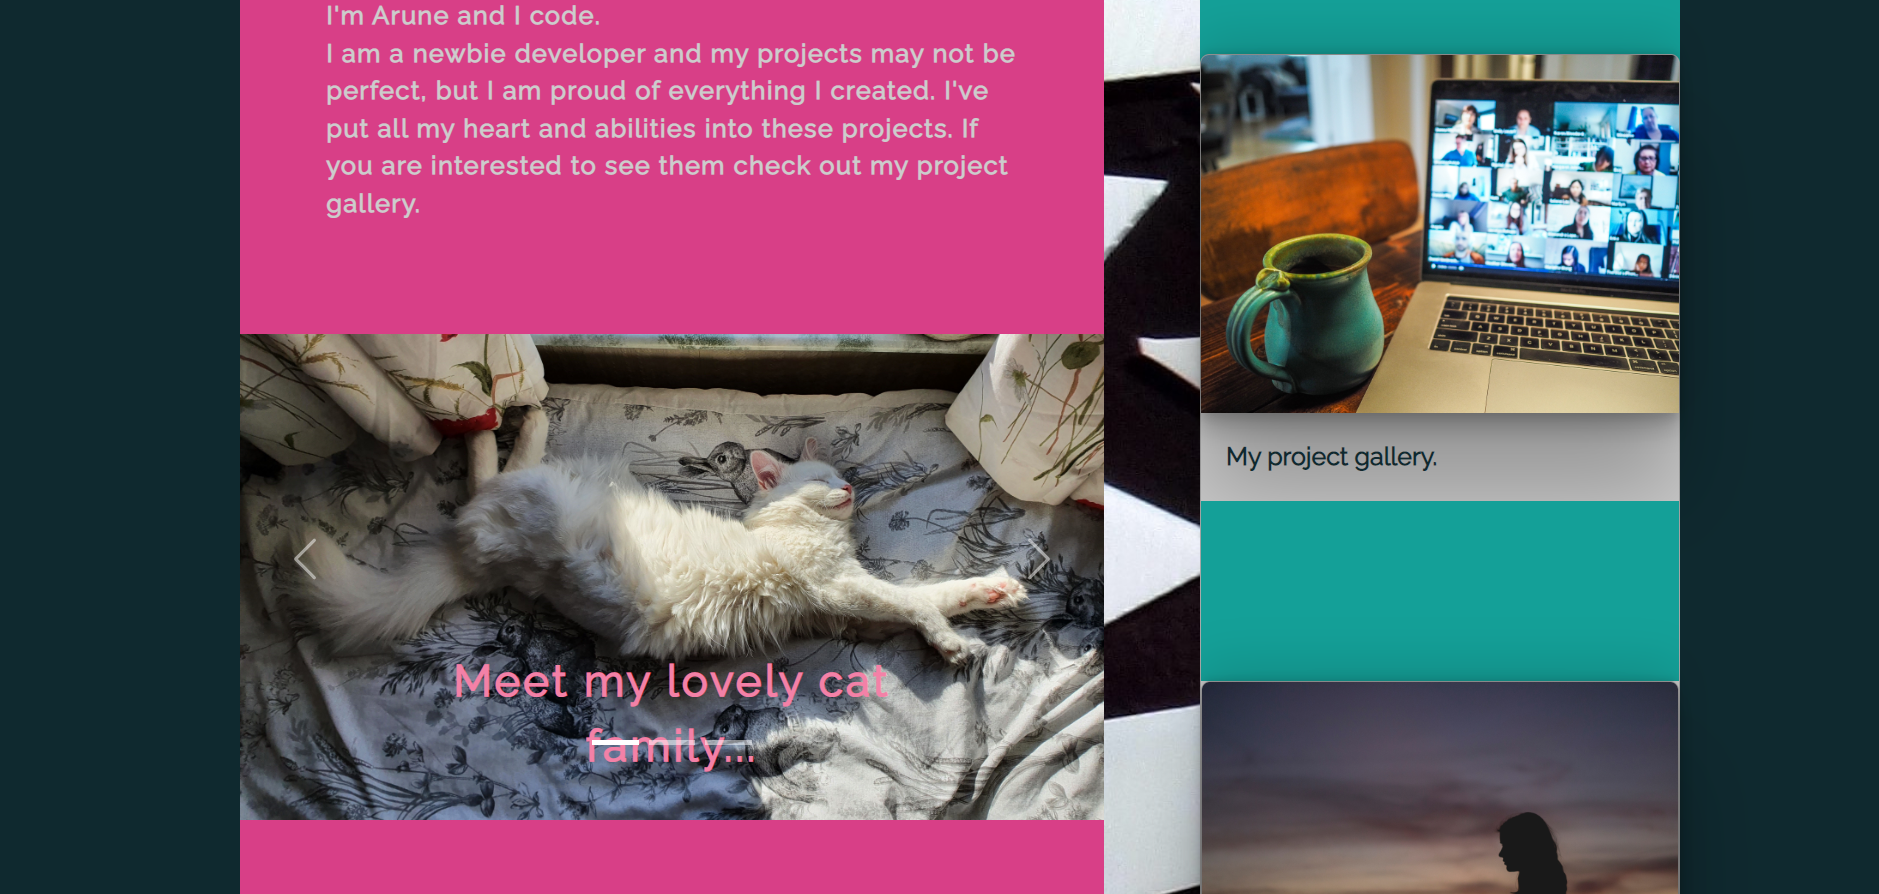 I'm Arune and I code.
I am a newbie developer and my projects may not be
perfect, but I am proud of everything I created. I've
put all my heart and abilities into these projects. If
you are interested to see them check out my project
gallery.
My project gallery.
Meet my lovely cat
family...